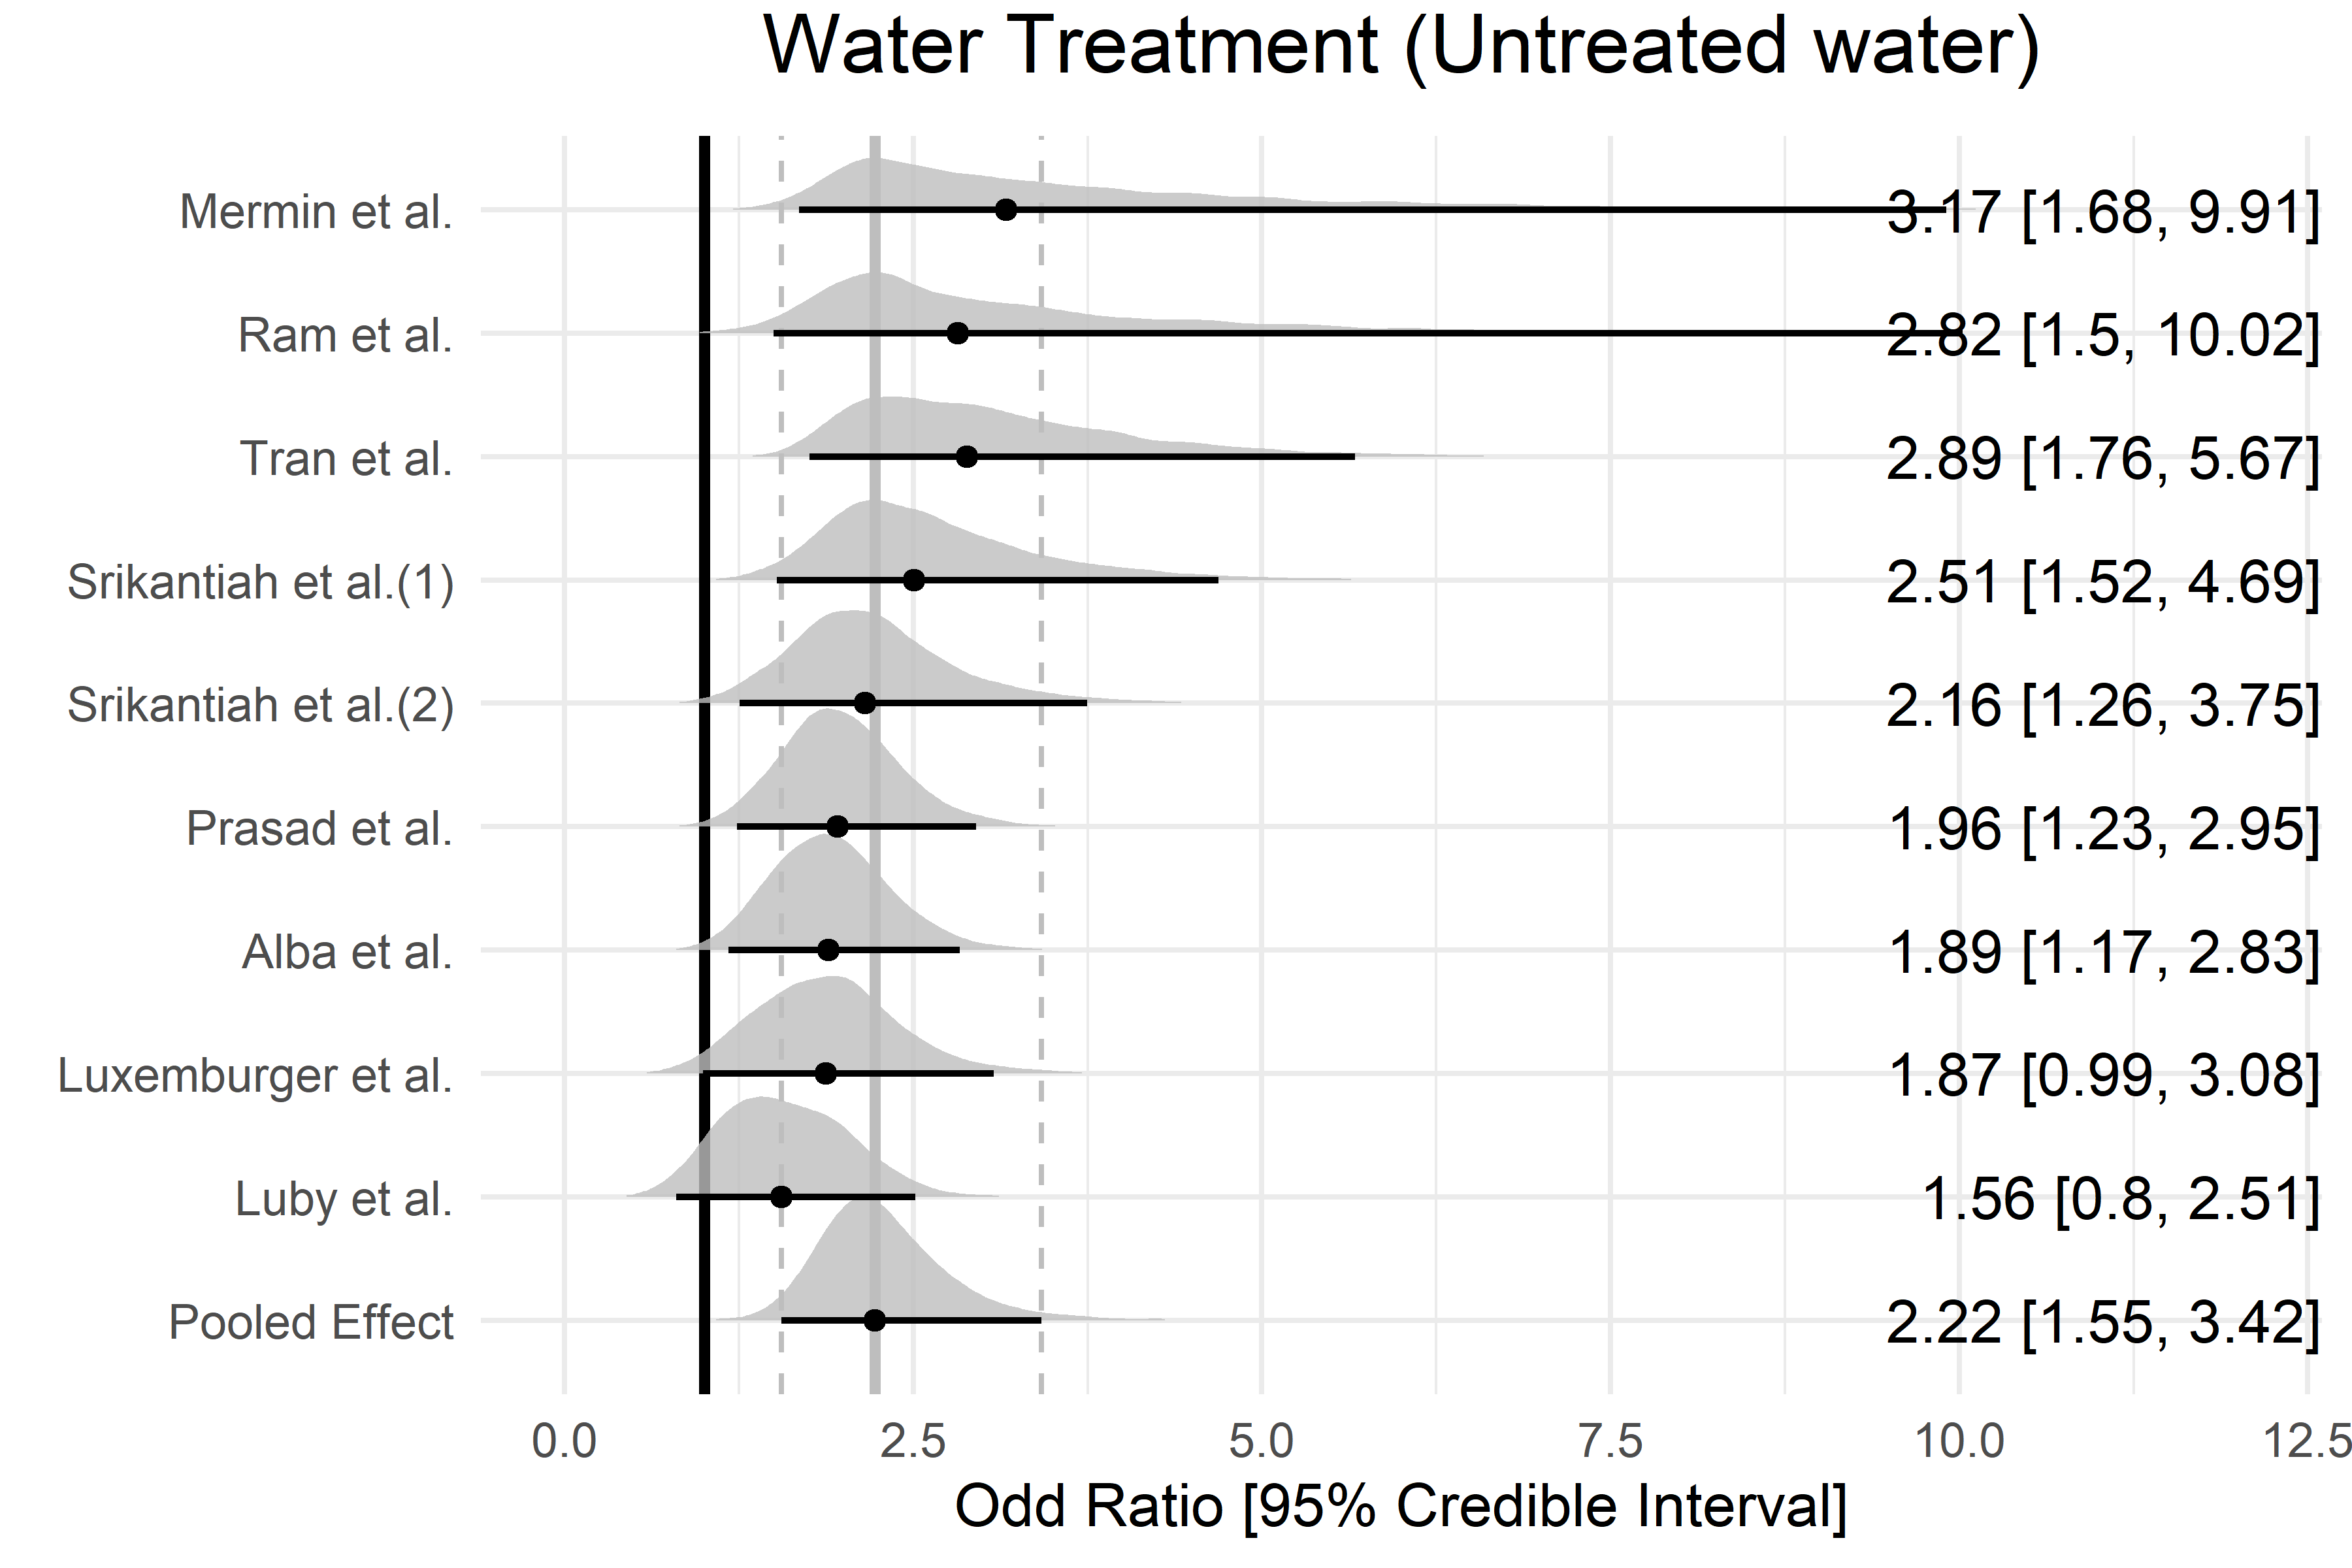 Water Treatment (Untreated water)
Mermin et al. 3.17 [1.68, 9.91]
Ram et al. 2.82 [1.5, 10.02]
Tran et al. 2.89 [1.76, 5.67]
Srikantiah et al.(1) 2.51 [1.52, 4.69]
Srikantiah et al.(2) 2.16 [1.26, 3.75]
Prasad et al. 1.96 [1.23, 2.95]
Alba et al. 1.89 [1.17, 2.83]
Luxemburger et al. 1.87 [0.99, 3.08]
Luby et al. 1.56 [0.8, 2.51]
Pooled Effect 2.22 [1.55, 3.42]
0.0 2.5 5.0 7.5 10.0 12.5
Odd Ratio [95% Credible Interval]